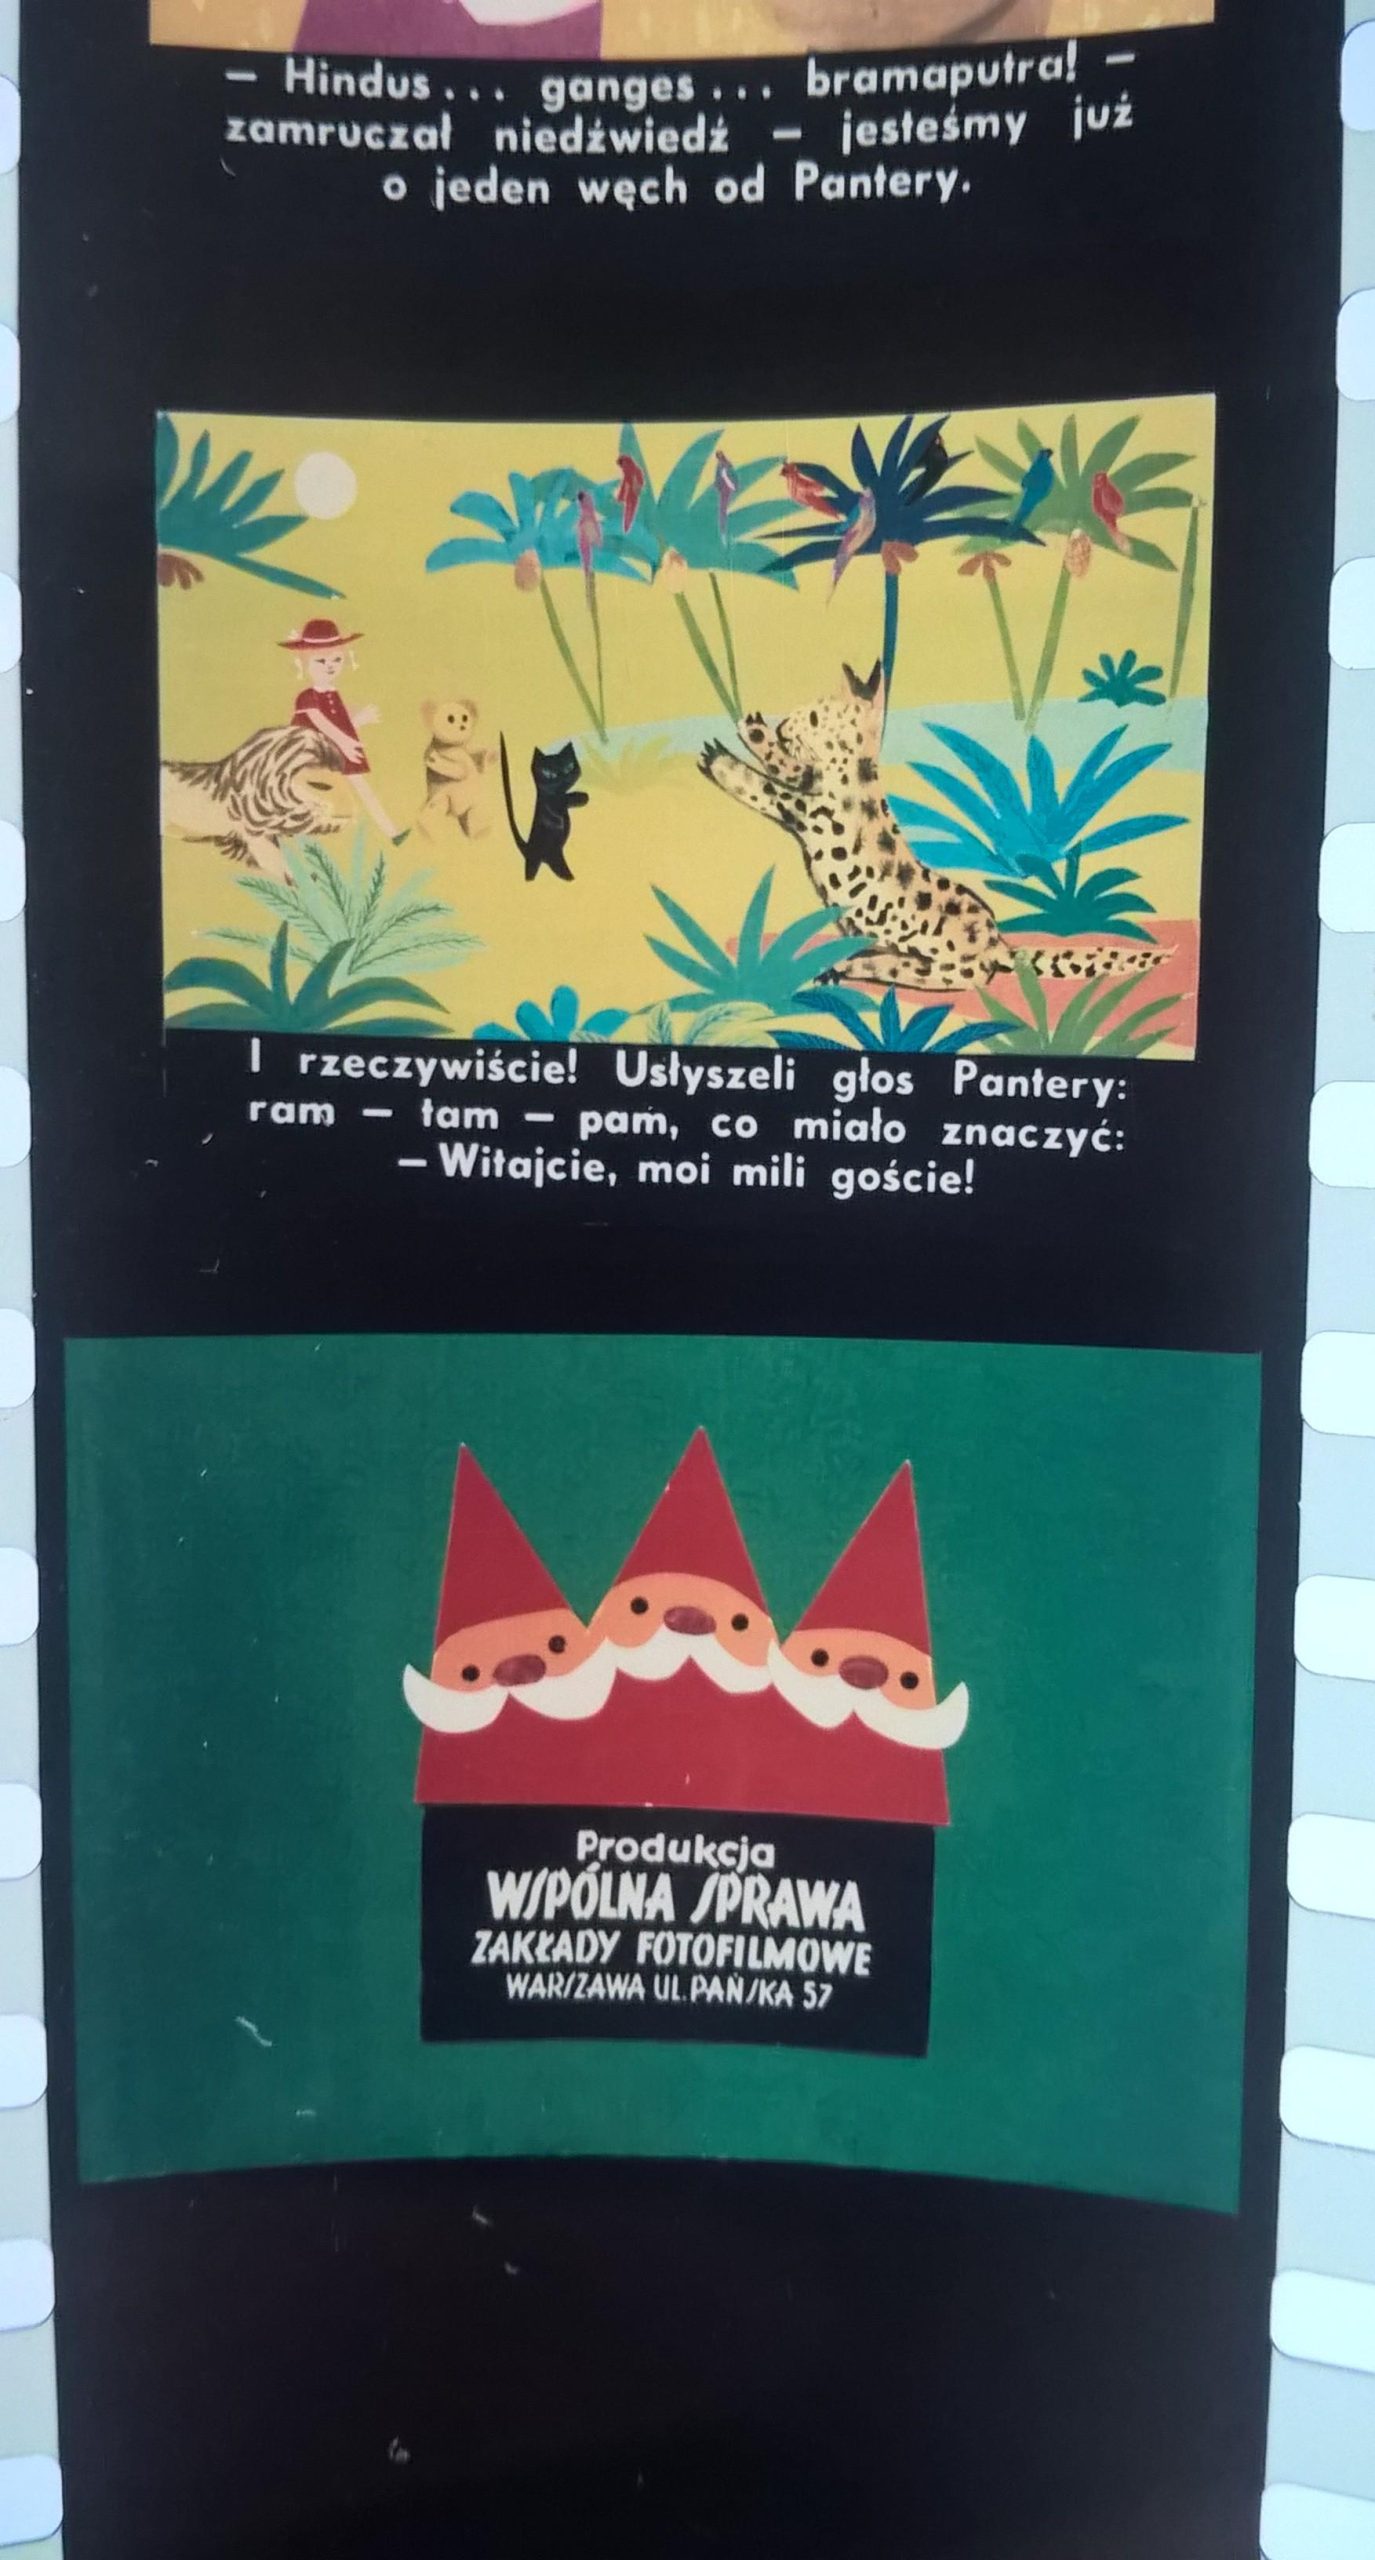 — Hindus... ganges... bramaputra! —
zamruczał niedźwiedź — jesteśmy już
o jeden węch od Pantery.
I rzeczywiście! Usłyszeli głos Pantery:
ram — tam — pam, co miało znaczyć:
— Witajcie, moi mili goście!
Produkcja
WSPÓLNA SPRAWA
ZAKŁADY FOTOFILMOWE
WARSZAWA UL. PAŃSKA 57